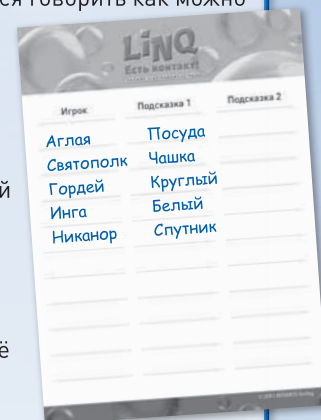 ся говорить как можно
LiNQ
Есть контакт!
Игрок Подсказка 1 Подсказка 2
Аглая Посуда
Святополк Чашка
й
Гордей Круглый
Инга Белый
Никанор Спутник
ё